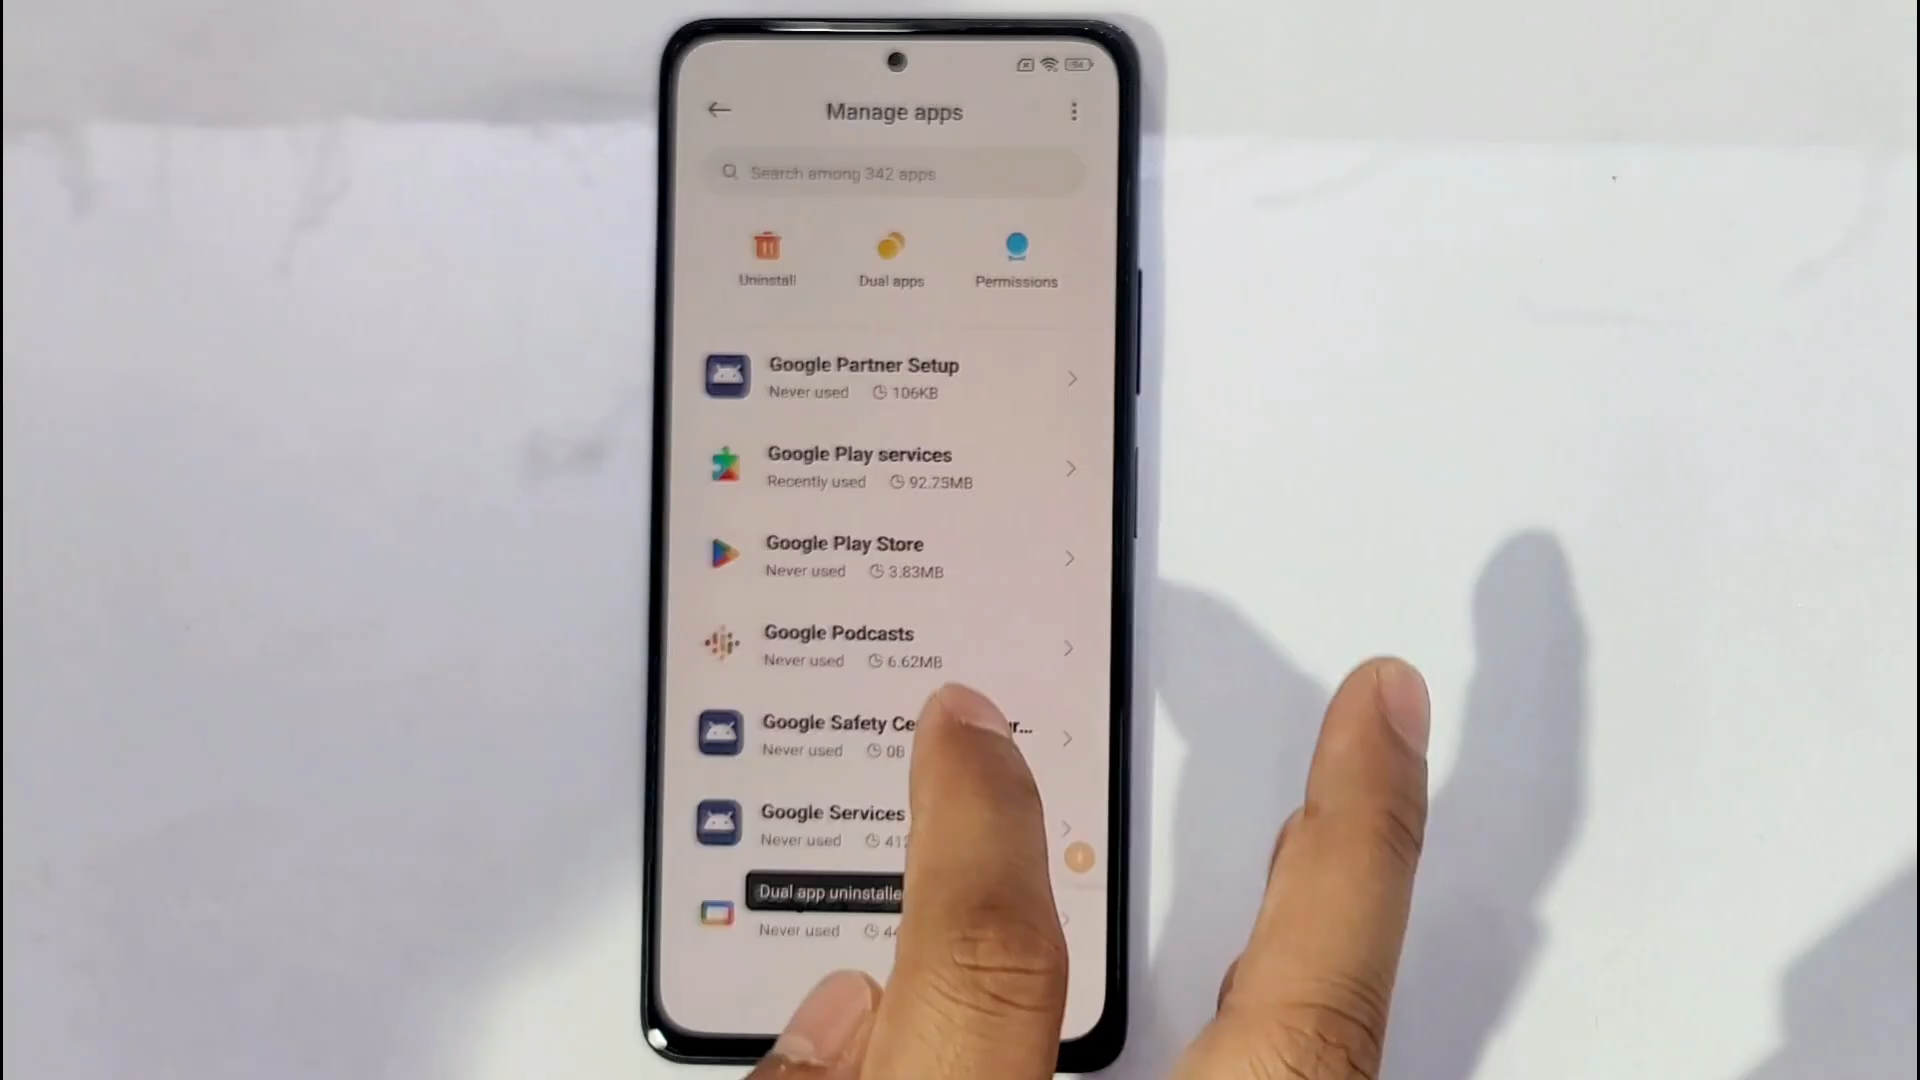 Manage apps
Search among 342 apps
Uninstall
Dual apps
Permissions
Google Partner Setup
Never used 106KB
Google Play services
Recently used 92.75MB
Google Play Store
Never used 3.83MB
Google Podcasts
Never used 6.62MB
Google Safety
Never used 0B
Google Services
Never used
Dual app
Never used